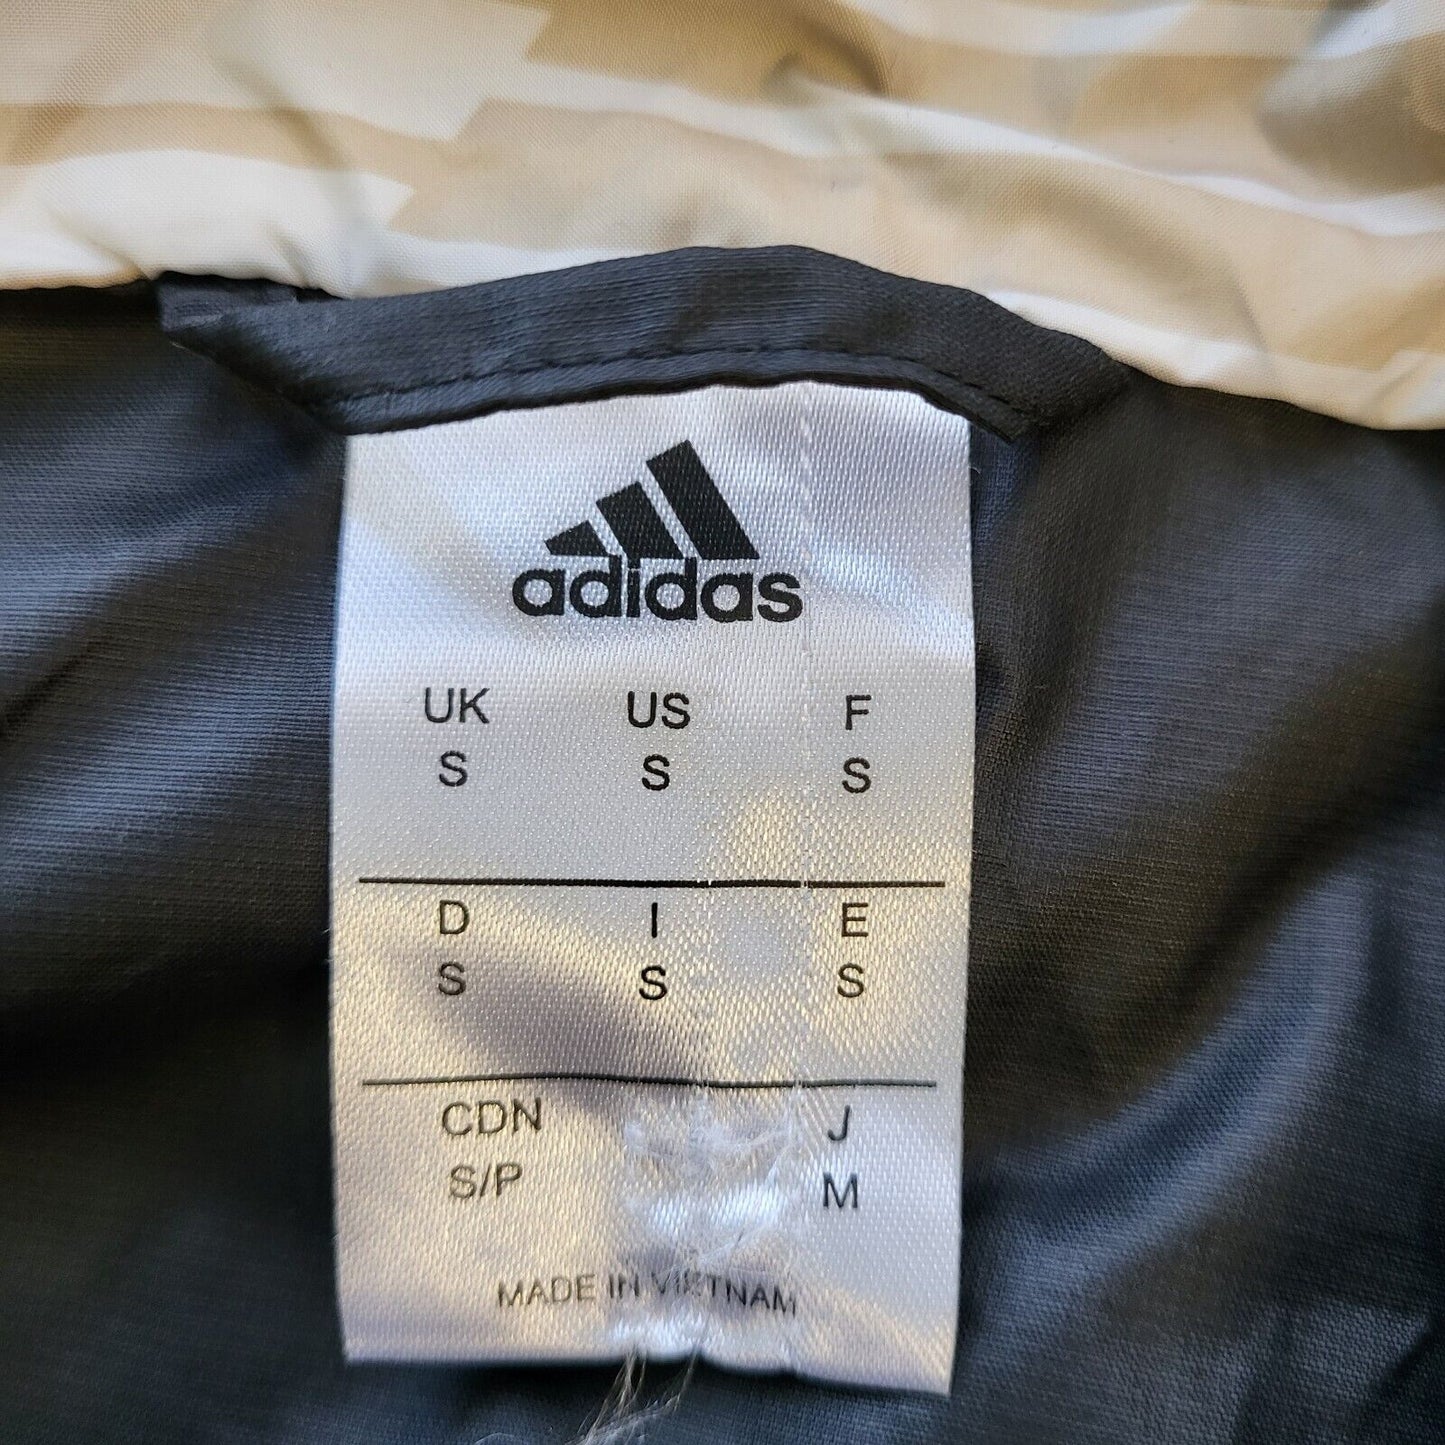 adidas
UK US F
S S S
D I E
S S S
CDN J
S/P M
MADE IN VIETNAM